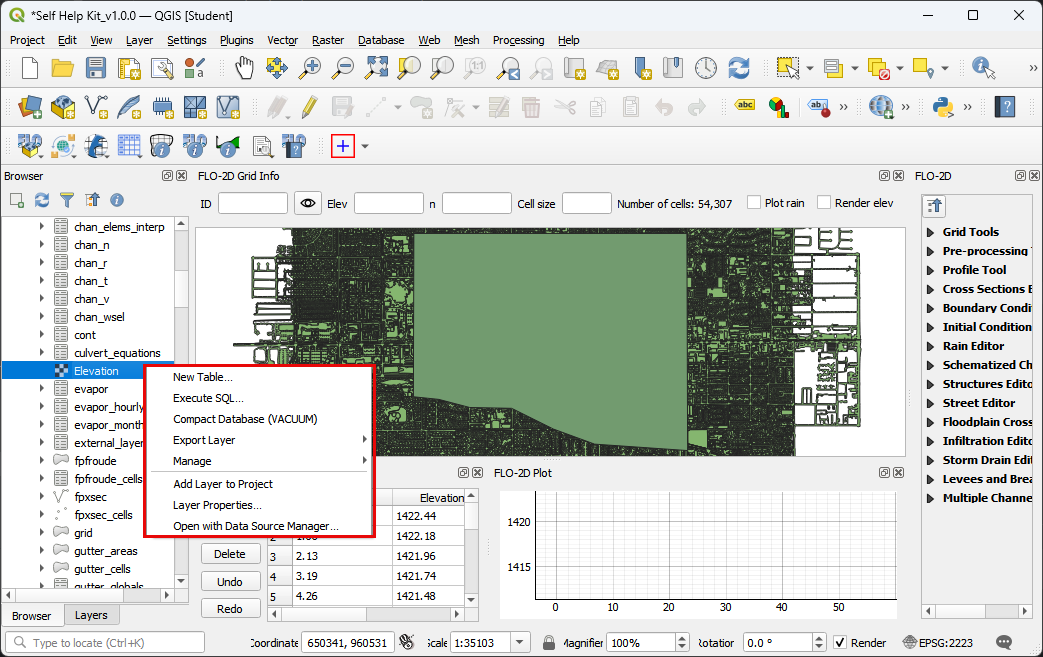 *Self Help Kit_v1.0.0 — QGIS [Student]
Project Edit View Layer Settings Plugins Vector Raster Database Web Mesh Processing Help
1:1
abc
ab
Browser
FLO-2D Grid Info
FLO-2D
ID
Elev
n
Cell size
Number of cells: 54,307
Plot rain
Render elev
chan_elems_interp
chan_n
chan_r
chan_t
chan_v
chan_wsel
cont
culvert_equations
Elevation
evapor
evapor_hourly
evapor_month
external_layer
fpfroude
fpfroude_cells
fpxsec
fpxsec_cells
grid
gutter_areas
gutter_cells
gutter_globals
New Table...
Execute SQL...
Compact Database (VACUUM)
Export Layer
Manage
Add Layer to Project
Layer Properties...
Open with Data Source Manager...
Grid Tools
Pre-processing
Profile Tool
Cross Sections E
Boundary Condi
Initial Condition
Rain Editor
Schematized Ch
Structures Edito
Street Editor
Floodplain Cross
Infiltration Edito
Storm Drain Edi
Levees and Brea
Multiple Channe
Elevation
1422.44
1422.18
3 2.13 1421.96
4 3.19 1421.74
5 4.26 1421.48
Delete
Undo
Redo
FLO-2D Plot
1420
1415
0 10 20 30 40 50
Browser Layers
Type to locate (Ctrl+K)
Coordinate 650341, 960531
Scale 1:35103
Magnifier 100%
Rotation 0.0 °
Render
EPSG:2223